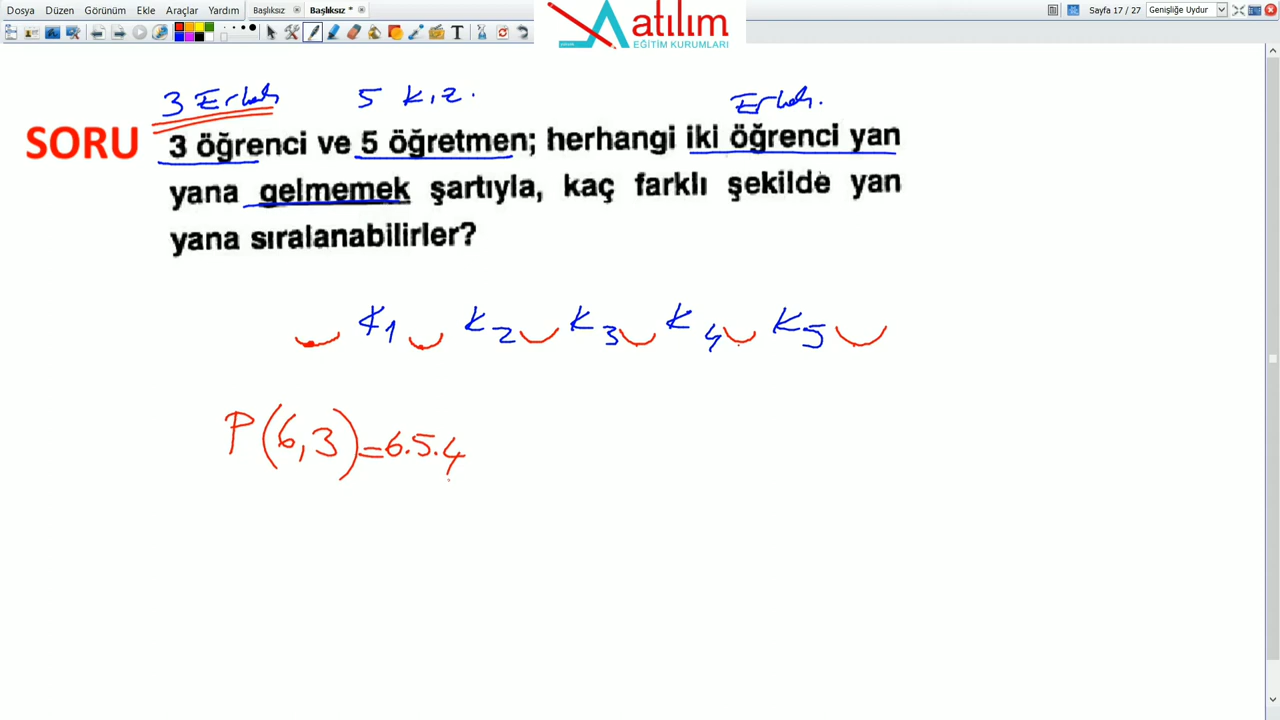 Dosya Düzen Görünüm Ekle Araçlar Yardım Başlıksız Başlıksız * Sayfa 17 / 27 Genişliğe Uydur
atılım
EĞİTİM KURUMLARI
3 Erkek 5 Kız. Erkek.
SORU 3 öğrenci ve 5 öğretmen; herhangi iki öğrenci yan
yana gelmemek şartıyla, kaç farklı şekilde yan
yana sıralanabilirler?
K1 K2 K3 K4 K5
P(6,3)=6.5.4